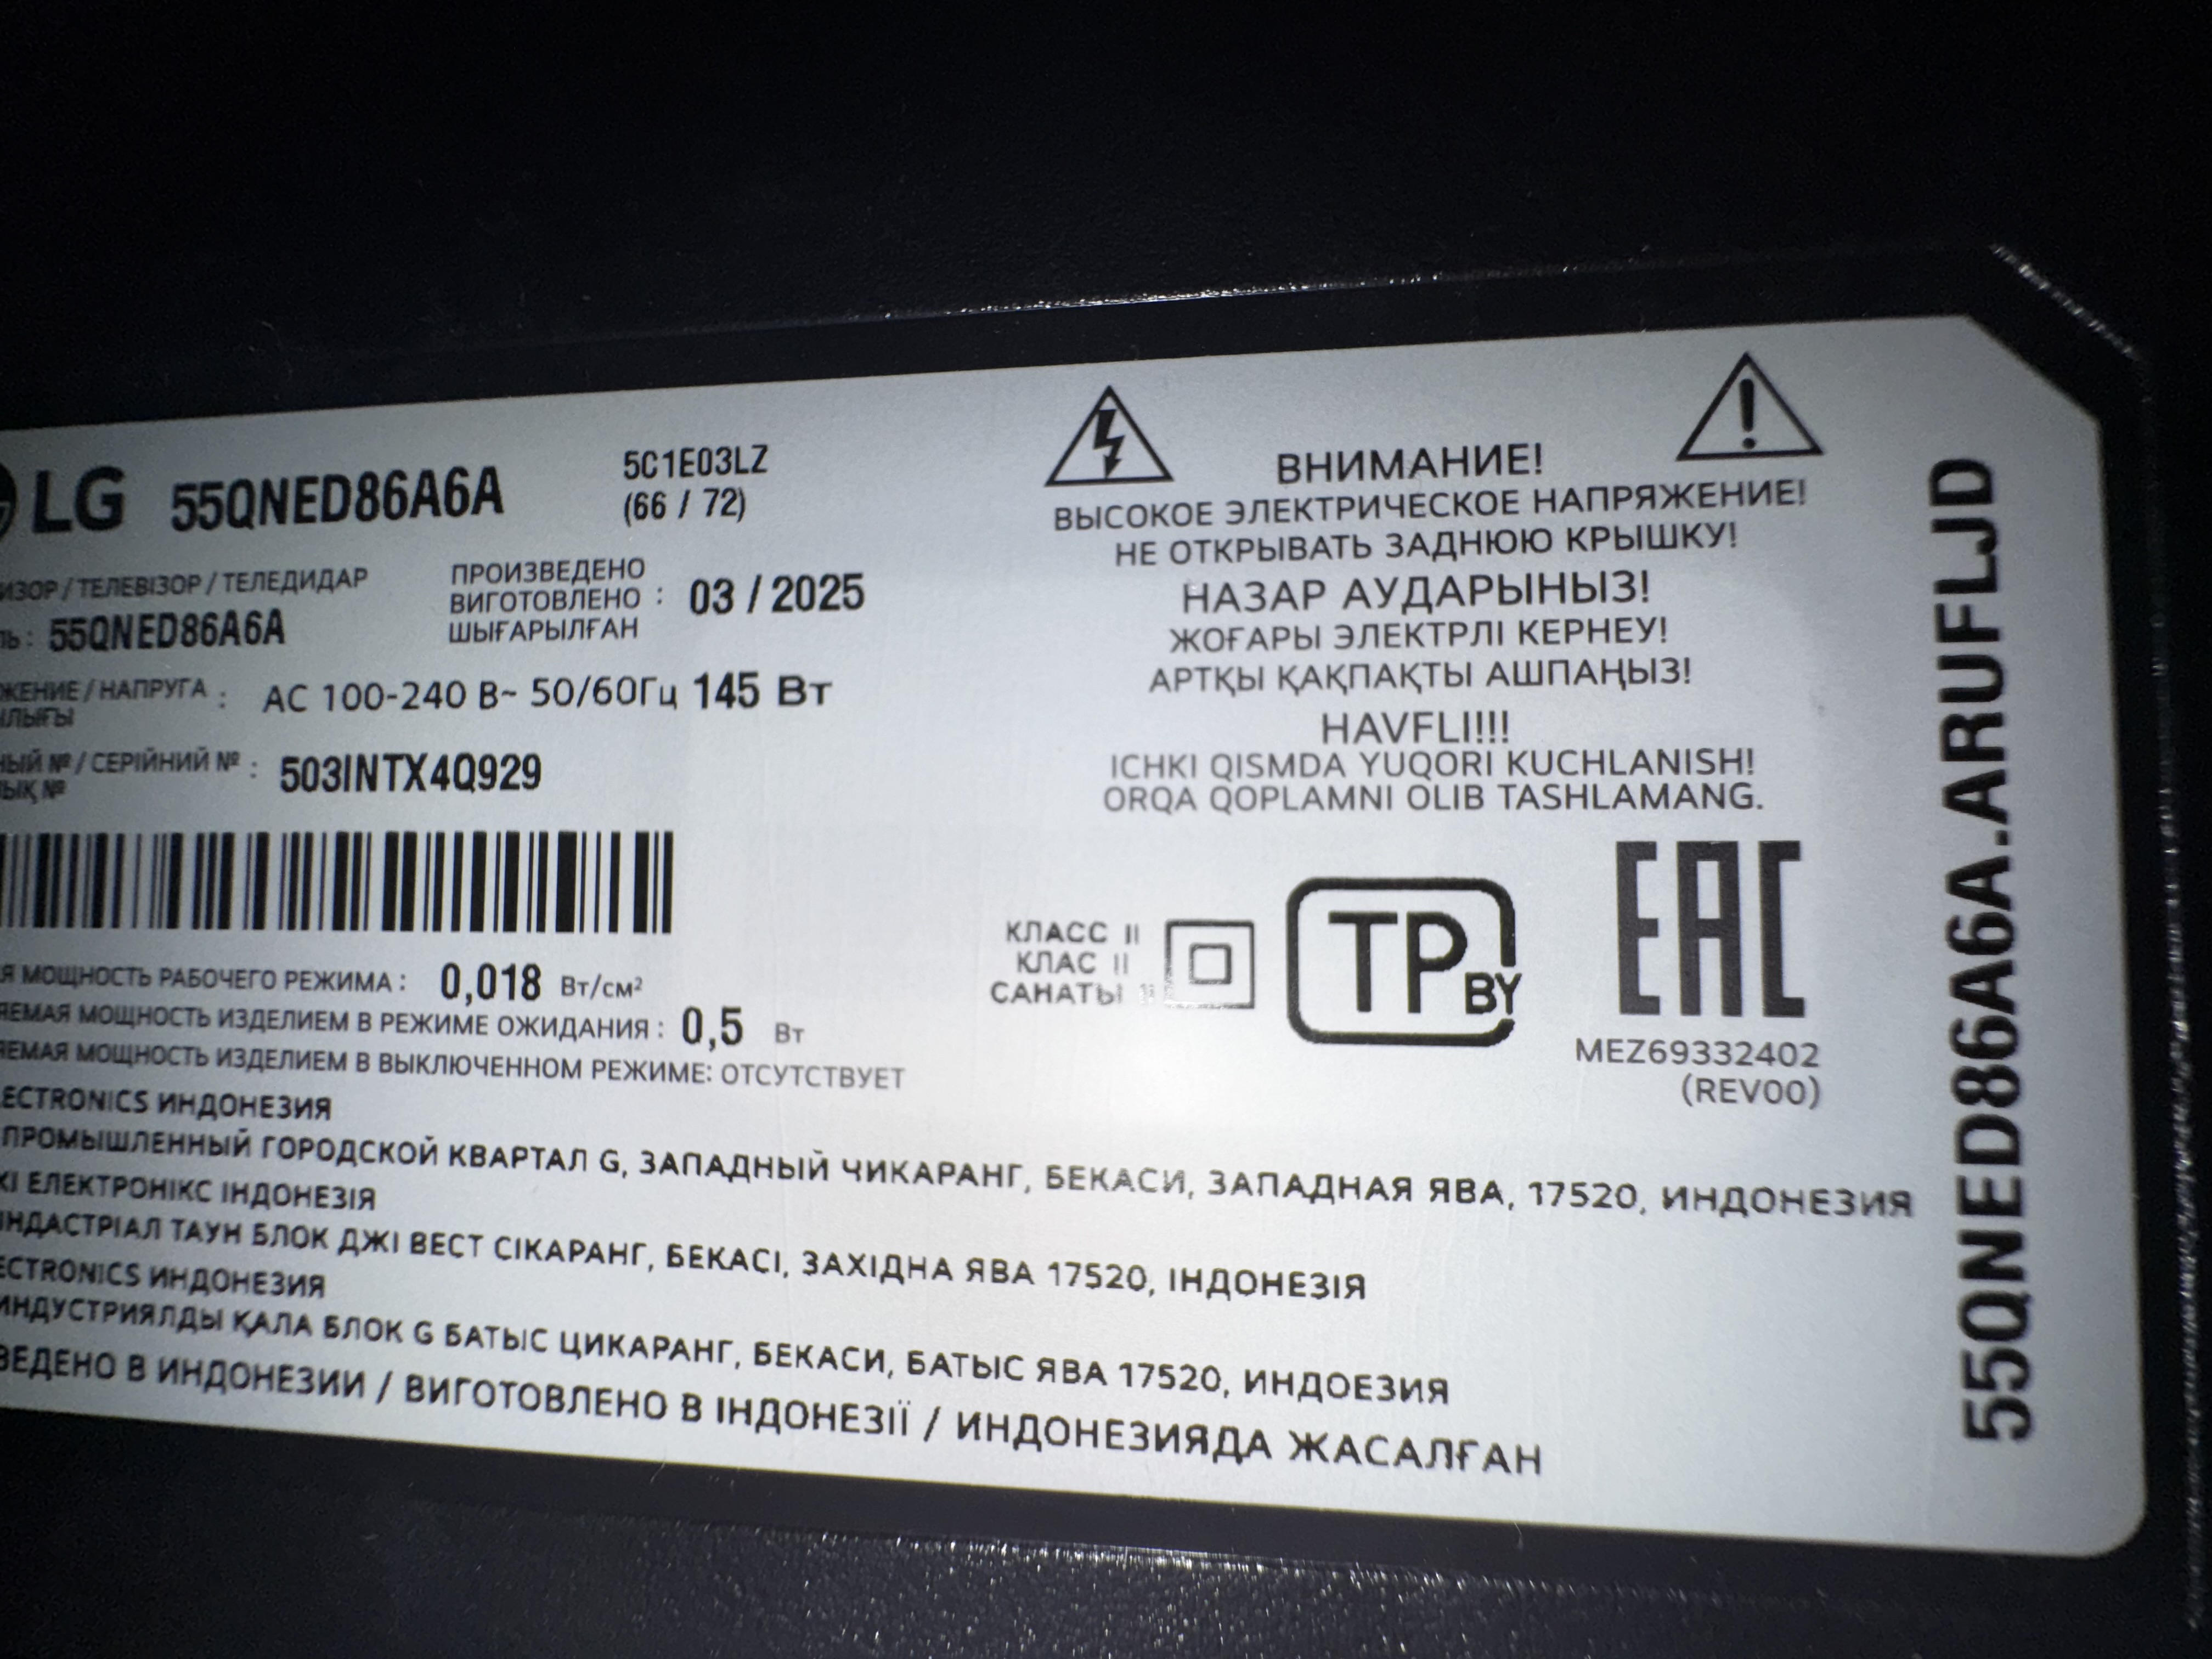 LG 55QNED86A6A
5C1E03LZ
(66 / 72)
/ ТЕЛЕВІЗОР / ТЕЛЕДИДАР
: 55QNED86A6A
ПРОИЗВЕДЕНО
ВИГОТОВЛЕНО : 03 / 2025
ШЫҒАРЫЛҒАН
/ НАПРУГА : AC 100-240 В~ 50/60Гц 145 Вт
№ / СЕРІЙНИЙ № : 503INTX4Q929
№
МОЩНОСТЬ РАБОЧЕГО РЕЖИМА : 0,018 Вт/см²
МОЩНОСТЬ ИЗДЕЛИЕМ В РЕЖИМЕ ОЖИДАНИЯ : 0,5 Вт
МОЩНОСТЬ ИЗДЕЛИЕМ В ВЫКЛЮЧЕННОМ РЕЖИМЕ: ОТСУТСТВУЕТ
ИНДОНЕЗИЯ
ПРОМЫШЛЕННЫЙ ГОРОДСКОЙ КВАРТАЛ G, ЗАПАДНЫЙ ЧИКАРАНГ, БЕКАСИ, ЗАПАДНАЯ ЯВА, 17520, ИНДОНЕЗИЯ
ЕЛЕКТРОНІКС ІНДОНЕЗІЯ
ІНДАСТРІАЛ ТАУН БЛОК ДЖІ ВЕСТ СІКАРАНГ, БЕКАСІ, ЗАХІДНА ЯВА 17520, ІНДОНЕЗІЯ
ИНДОНЕЗИЯ
ИНДУСТРИЯЛДЫ ҚАЛА БЛОК G БАТЫС ЦИКАРАНГ, БЕКАСИ, БАТЫС ЯВА 17520, ИНДОЕЗИЯ
В ИНДОНЕЗИИ / ВИГОТОВЛЕНО В ІНДОНЕЗІЇ / ИНДОНЕЗИЯДА ЖАСАЛҒАН
ВНИМАНИЕ!
ВЫСОКОЕ ЭЛЕКТРИЧЕСКОЕ НАПРЯЖЕНИЕ!
НЕ ОТКРЫВАТЬ ЗАДНЮЮ КРЫШКУ!
НАЗАР АУДАРЫНЫЗ!
ЖОҒАРЫ ЭЛЕКТРЛІ КЕРНЕУ!
АРТҚЫ ҚАҚПАҚТЫ АШПАҢЫЗ!
HAVFLI!!!
ICHKI QISMDA YUQORI KUCHLANISH!
ORQA QOPLAMNI OLIB TASHLAMANG.
КЛАСС II
КЛАС II
САНАТЫ II
TP BY
EAC
MEZ69332402
(REV00)
55QNED86A6A.ARUFLJD